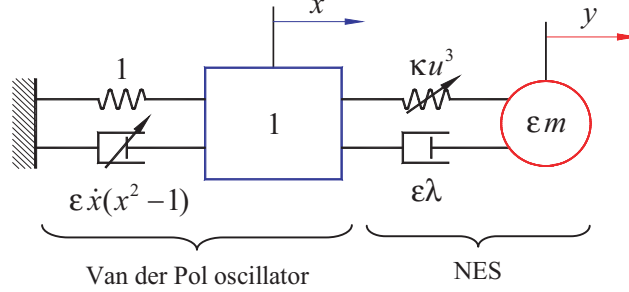 x
y
1
κu³
1
εm
εẋ(x² −1)
ελ
Van der Pol oscillator
NES